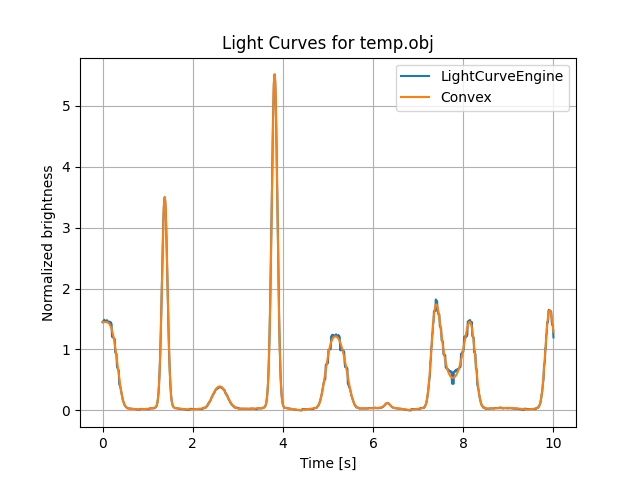 Light Curves for temp.obj
LightCurveEngine
Convex
Normalized brightness
5
4
3
2
1
0
0 2 4 6 8 10
Time [s]